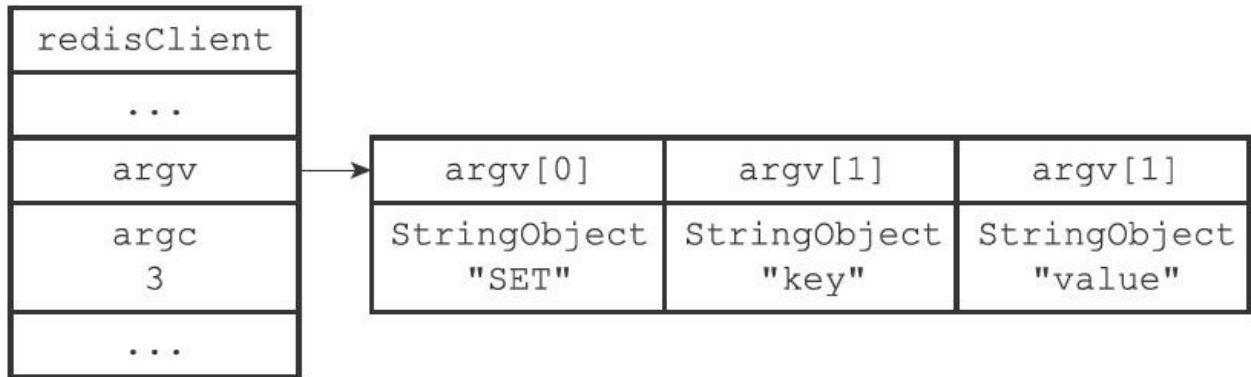 redisClient
...
argv
argc
3
...
argv[0] argv[1] argv[1]
StringObject StringObject StringObject
"SET" "key" "value"